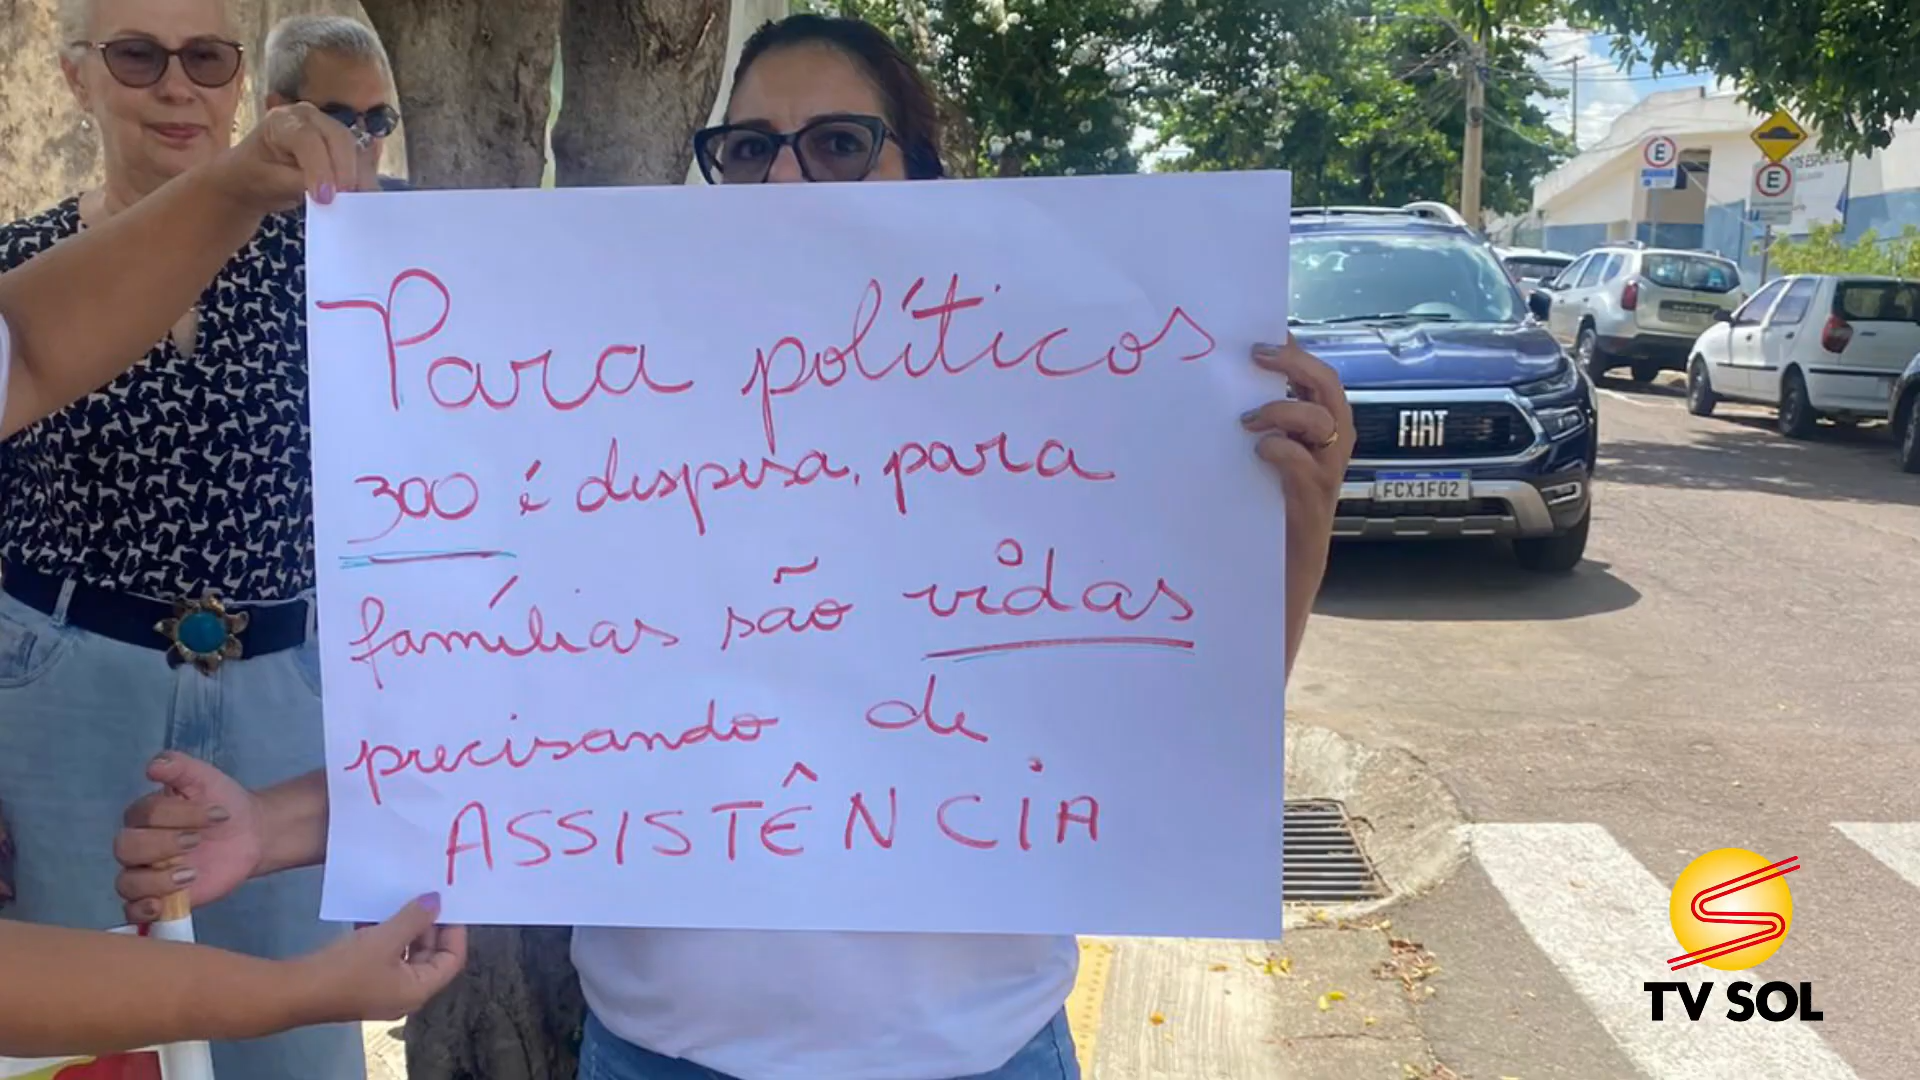 Para políticos
300 é despesa, para
famílias são vidas
precisando de
ASSISTÊNCIA
FIAT
FCX1F02
E
E
TV SOL